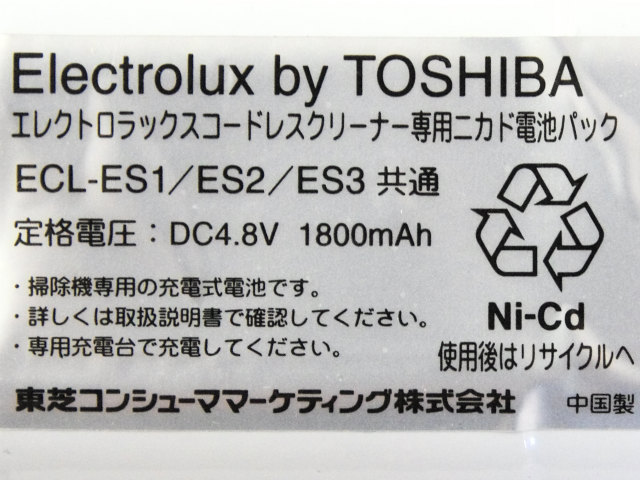 Electrolux by TOSHIBA
エレクトロラックスコードレスクリーナー専用ニカド電池パック
ECL-ES1/ES2/ES3 共通
定格電圧:DC4.8V 1800mAh
・掃除機専用の充電式電池です。
・詳しくは取扱説明書で確認してください。
・専用充電台で充電してください。
Ni-Cd
使用後はリサイクルへ
東芝コンシューママーケティング株式会社 中国製